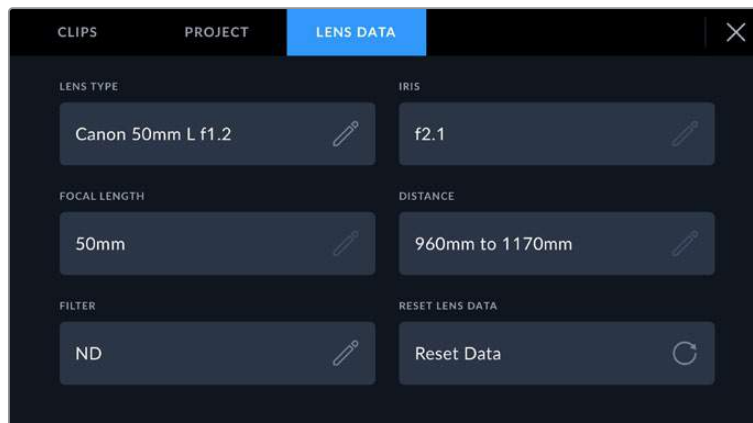 CLIPS PROJECT LENS DATA
LENS TYPE IRIS
Canon 50mm L f1.2 f2.1
FOCAL LENGTH DISTANCE
50mm 960mm to 1170mm
FILTER RESET LENS DATA
ND Reset Data